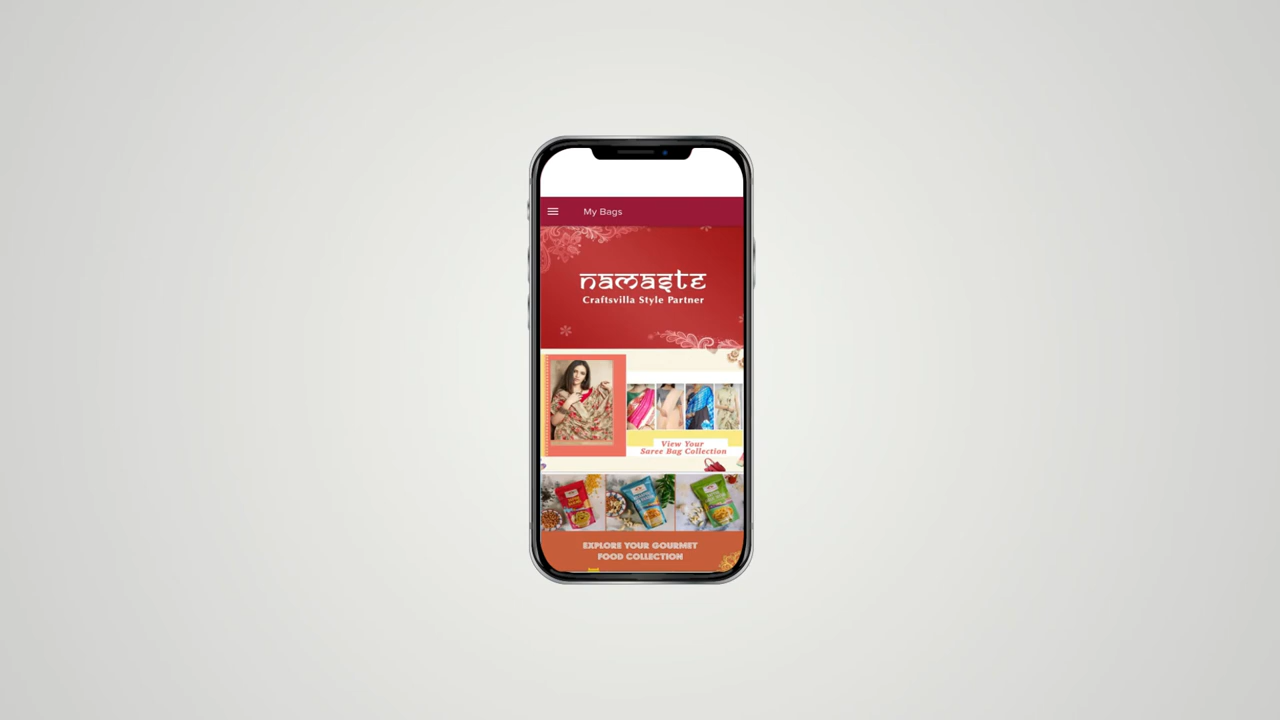 My Bags
namaste
Craftsvilla Style Partner
View Your
Saree Bag Collection
EXPLORE YOUR GOURMET
FOOD COLLECTION